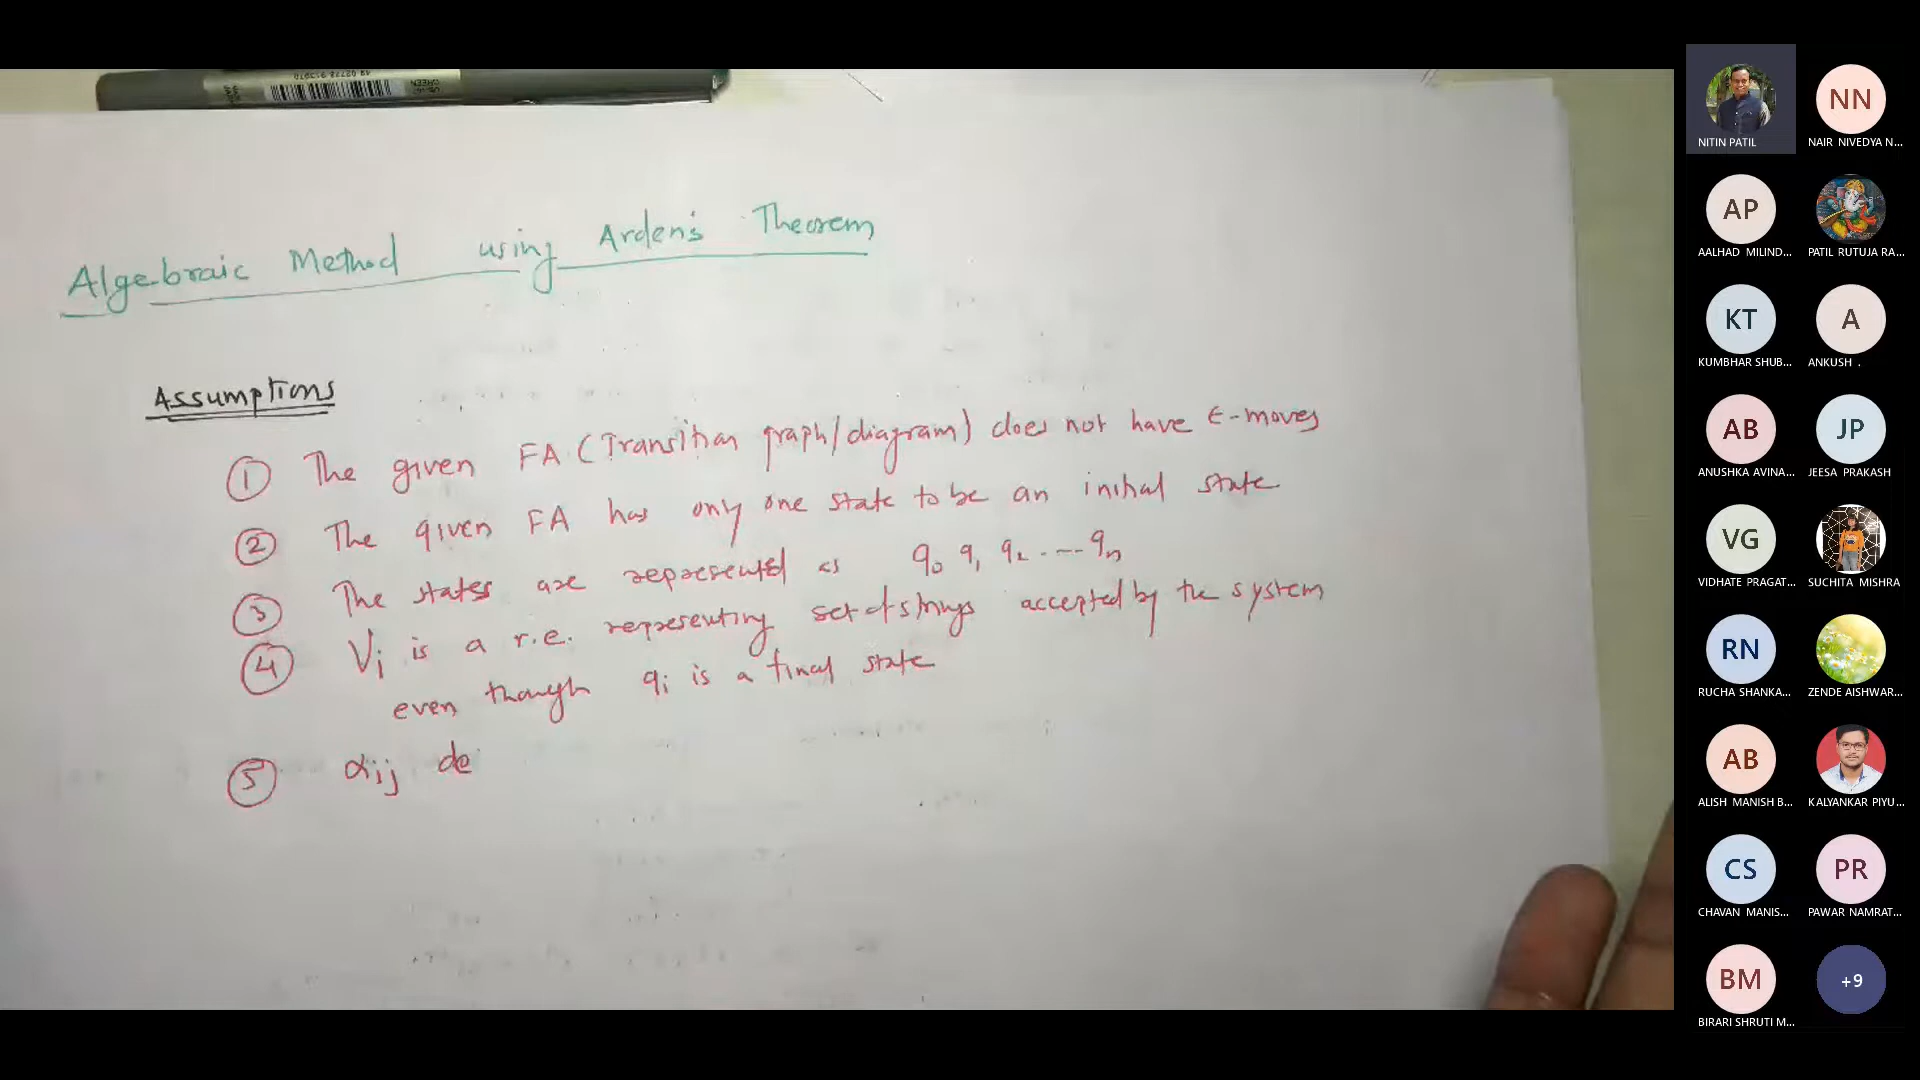 Algebraic Method using Arden's Theorem
Assumptions
① The given FA (Transition graph/diagram) does not have ε-moves
② The given FA has only one state to be an initial state
③ The states are represented as q₀ q₁ q₂ .---qₙ
④ Vᵢ is a r.e. representing set of strings accepted by the system
even though qᵢ is a final state
⑤ αᵢⱼ de
NITIN PATIL
NN
NAIR NIVEDYA N...
AP
AALHAD MILIND...
PATIL RUTUJA RA...
KT
KUMBHAR SHUB...
A
ANKUSH .
AB
ANUSHKA AVINA...
JP
JEESA PRAKASH
VG
VIDHATE PRAGAT...
SUCHITA MISHRA
RN
RUCHA SHANKA...
ZENDE AISHWAR...
AB
ALISH MANISH B...
KALYANKAR PIYU...
CS
CHAVAN MANIS...
PR
PAWAR NAMRAT...
BM
BIRARI SHRUTI M...
+9